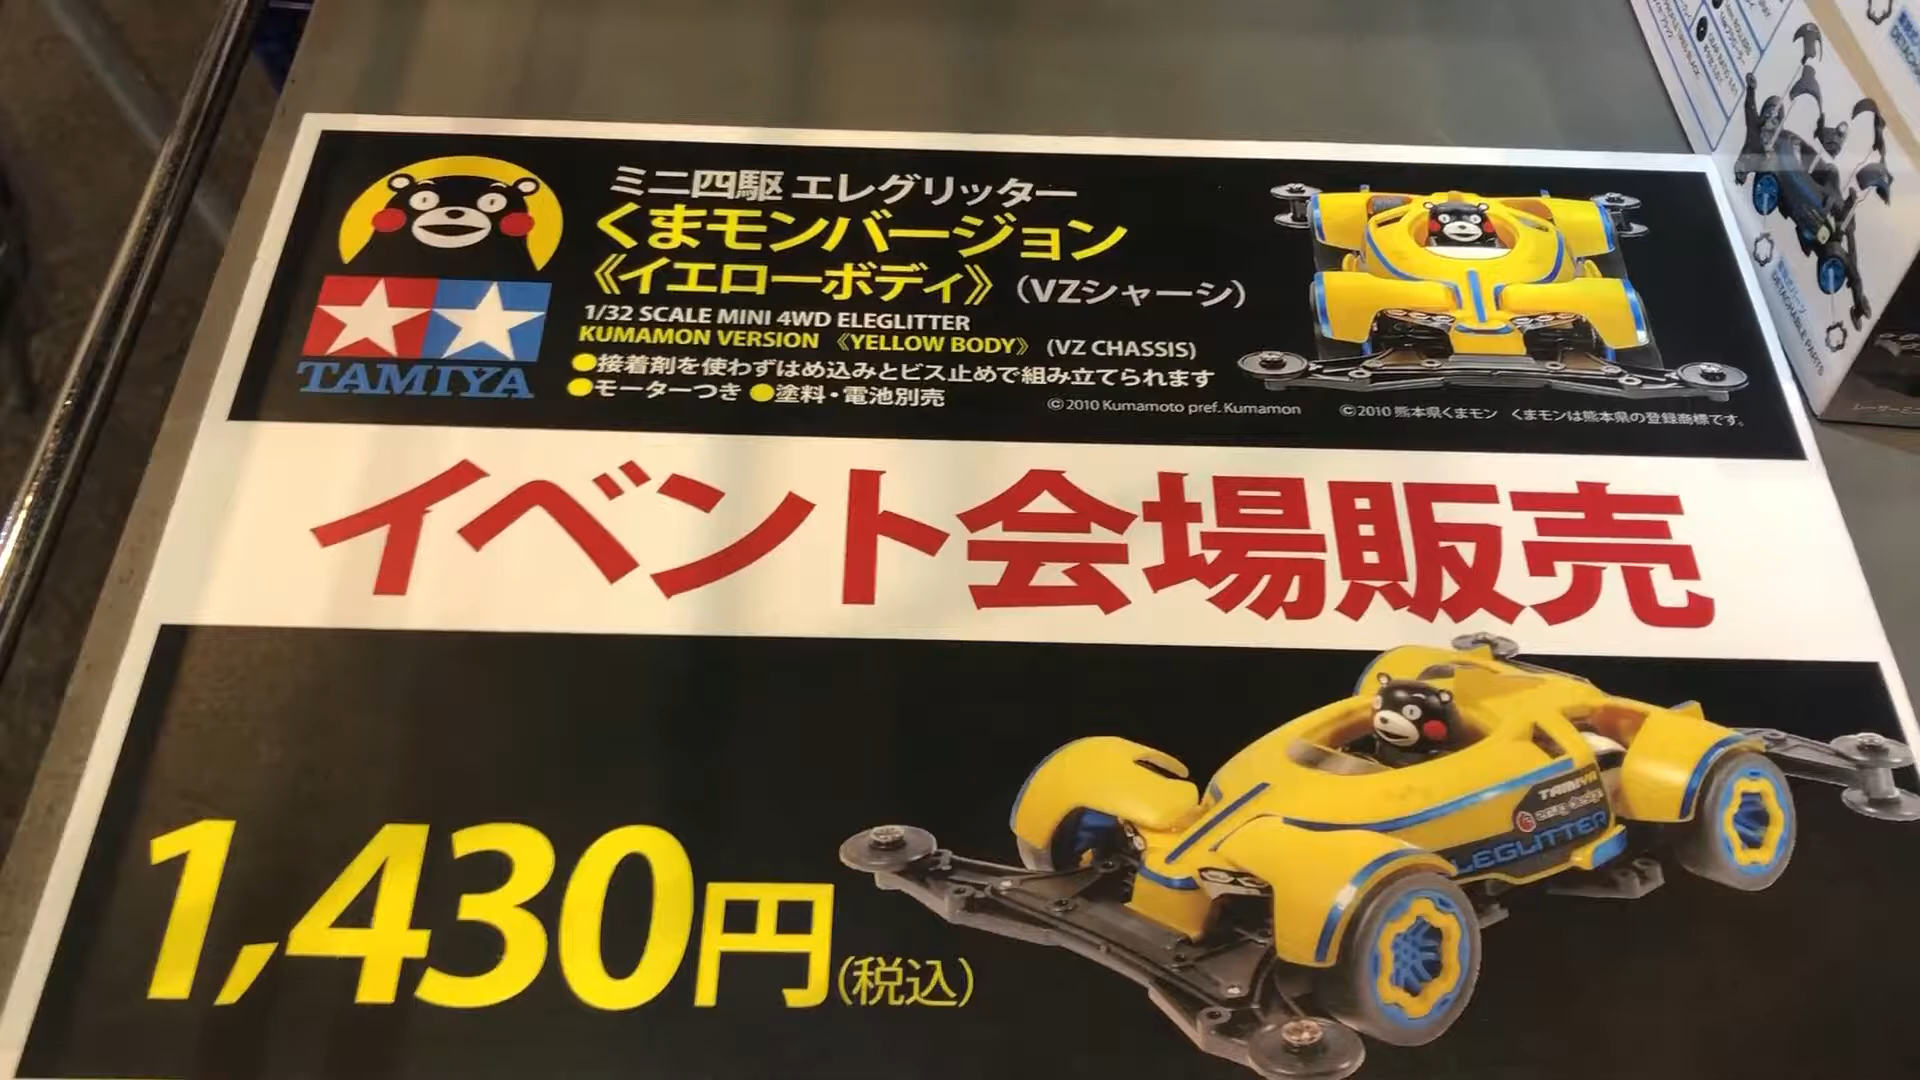 ミニ四駆 エレグリッター
くまモンバージョン
《イエローボディ》(VZシャーシ)
1/32 SCALE MINI 4WD ELEGLITTER
KUMAMON VERSION 《YELLOW BODY》 (VZ CHASSIS)
●接着剤を使わずはめ込みとビス止めで組み立てられます
●モーターつき ●塗料・電池別売
TAMIYA
©2010 Kumamoto pref. Kumamon ©2010 熊本県くまモン くまモンは熊本県の登録商標です。
イベント会場販売
1,430円(税込)
TAMIYA
LEGLITTER
DETACHABLE PARTS